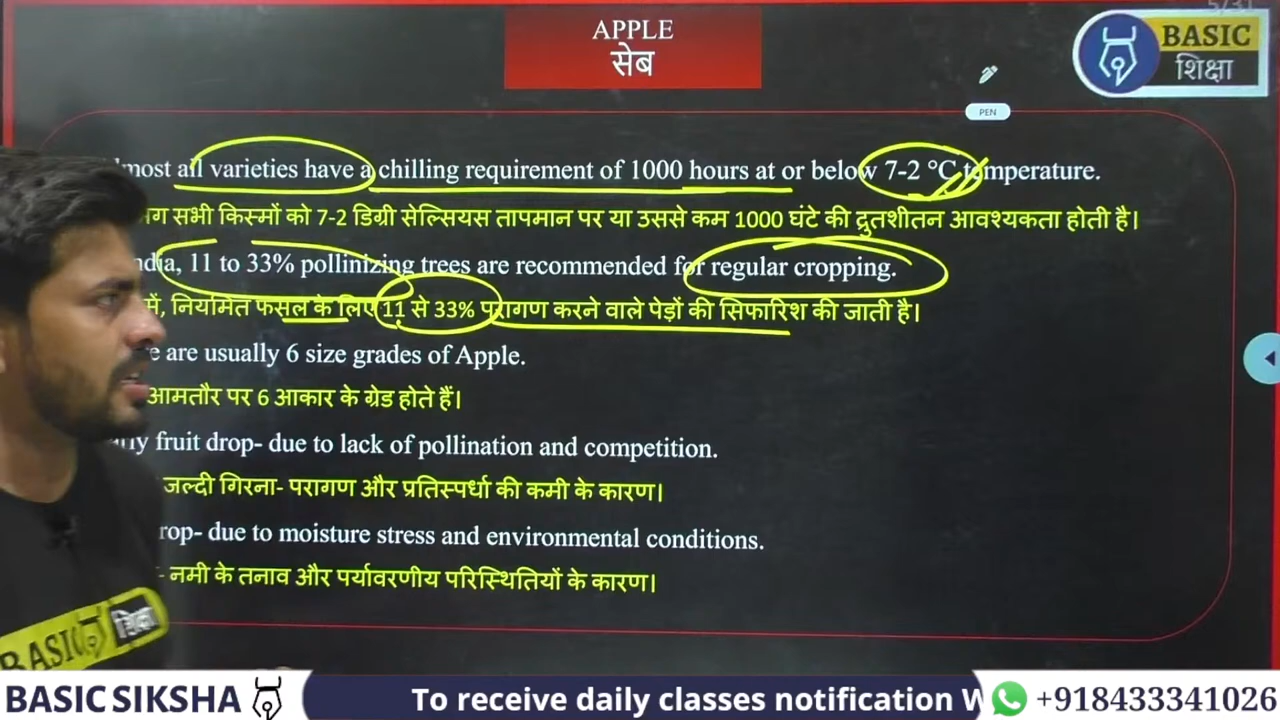 APPLE
सेब
BASIC
शिक्षा
PEN
all varieties have a chilling requirement of 1000 hours at or below 7-2 °C temperature.
सभी किस्मों को 7-2 डिग्री सेल्सियस तापमान पर या उससे कम 1000 घंटे की द्रुतशीतन आवश्यकता होती है।
11 to 33% pollinizing trees are recommended for regular cropping.
में, नियमित फसल के लिए 11 से 33% परागण करने वाले पेड़ों की सिफारिश की जाती है।
are usually 6 size grades of Apple.
आमतौर पर 6 आकार के ग्रेड होते हैं।
fruit drop- due to lack of pollination and competition.
जल्दी गिरना- परागण और प्रतिस्पर्धा की कमी के कारण।
due to moisture stress and environmental conditions.
- नमी के तनाव और पर्यावरणीय परिस्थितियों के कारण।
BASIC शिक्षा
BASIC SIKSHA To receive daily classes notification W +918433341026